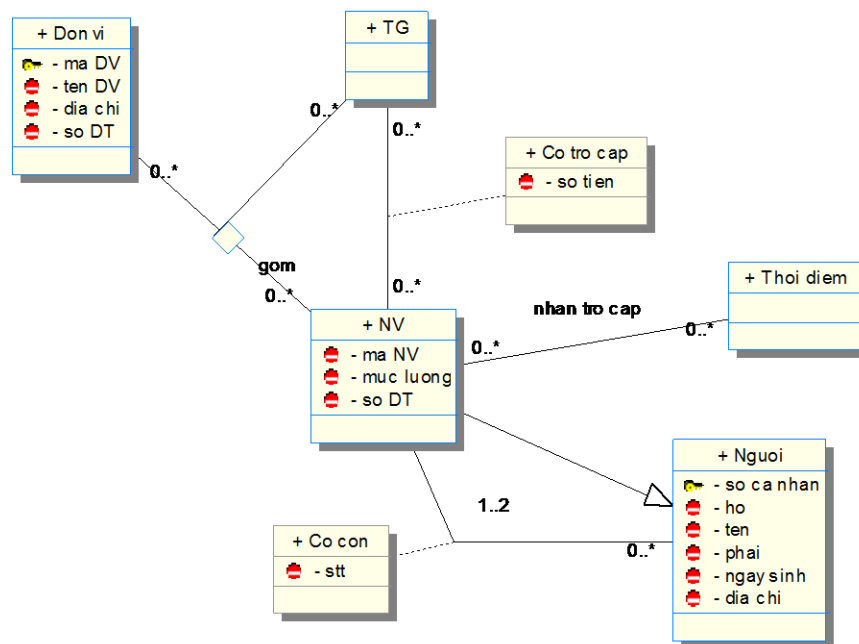 + Don vi
- ma DV
- ten DV
- dia chi
- so DT
+ TG
0..*
0..*
0..*
+ Co tro cap
- so tien
gom
0..*
0..*
+ NV
- ma NV
- muc luong
- so DT
nhan tro cap
0..*
0..*
+ Thoi diem
1..2
0..*
+ Nguoi
- so ca nhan
- ho
- ten
- phai
- ngay sinh
- dia chi
+ Co con
- stt